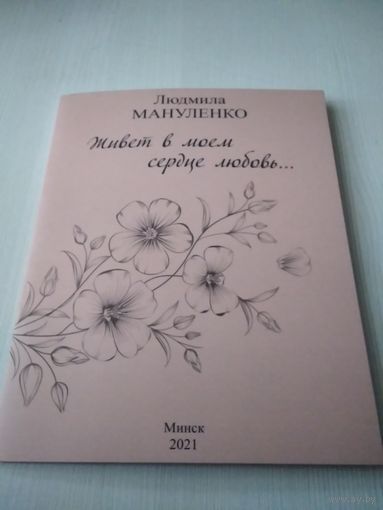 Людмила
МАНУЛЕНКО
Живет в моем
сердце любовь...
Минск
2021